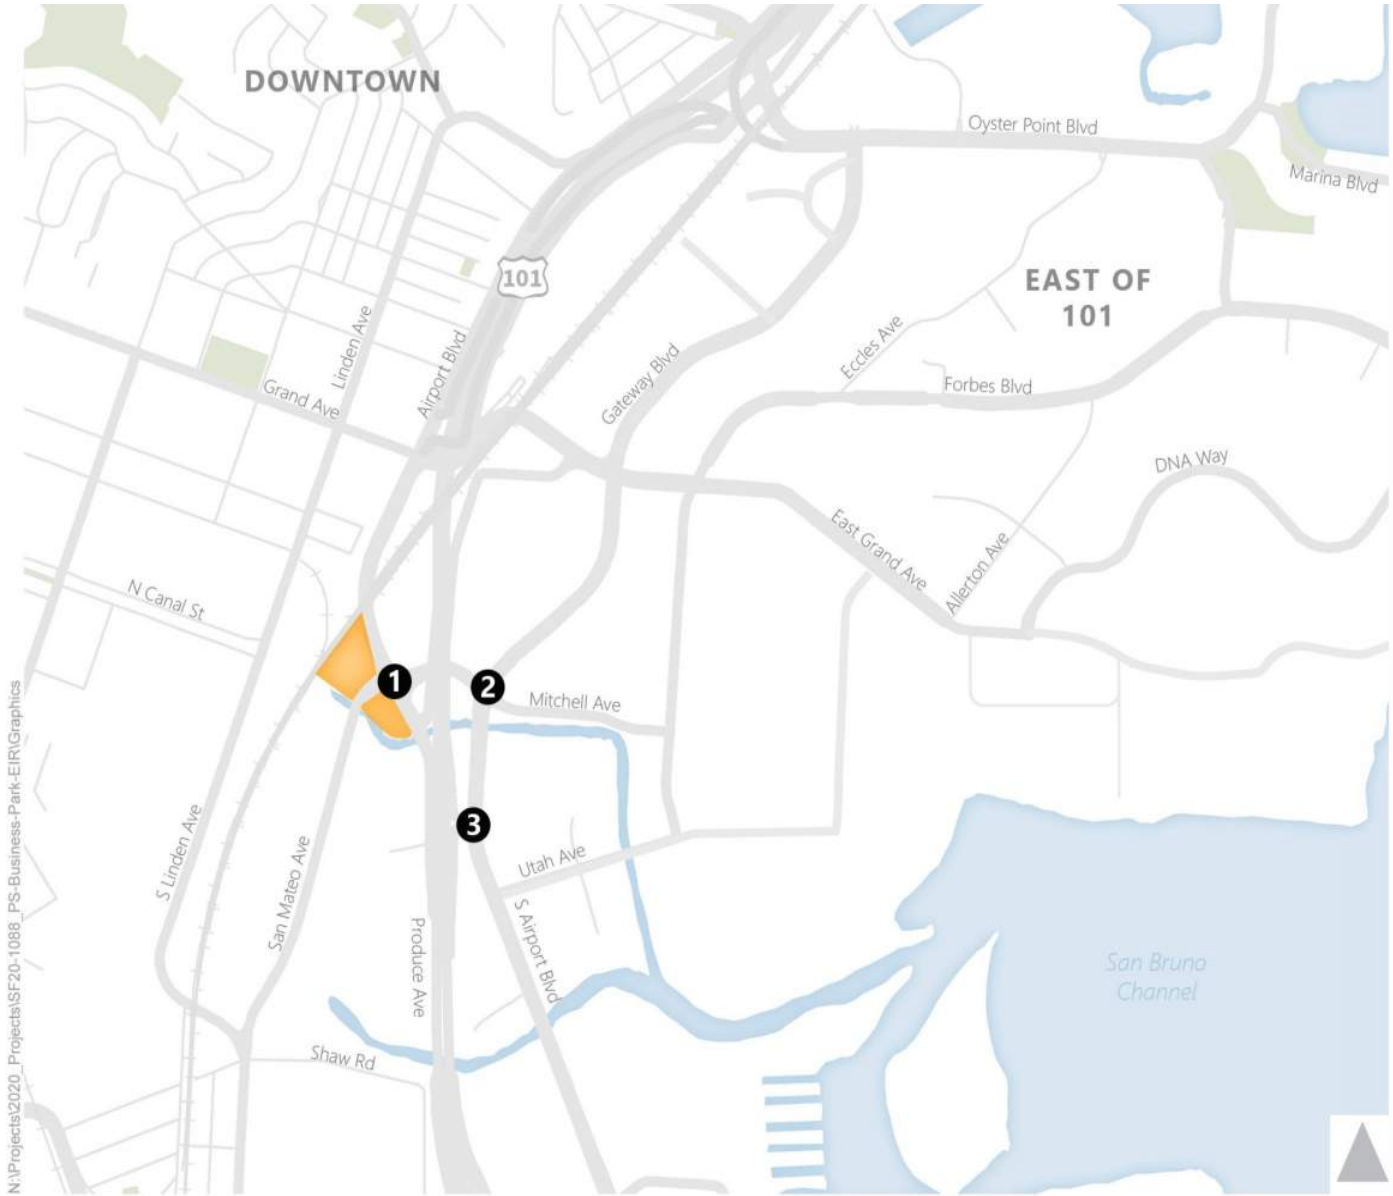 DOWNTOWN
Oyster Point Blvd
Marina Blvd
101
EAST OF
101
Linden Ave
Airport Blvd
Gateway Blvd
Eccles Ave
Grand Ave
Forbes Blvd
DNA Way
East Grand Ave
Allerton Ave
N Canal St
1
2
Mitchell Ave
3
S Linden Ave
San Mateo Ave
Utah Ave
Produce Ave
S Airport Blvd
San Bruno
Channel
Shaw Rd
N:\Projects\2020_Projects\SF20-1088_PS-Business-Park-EIR\Graphics